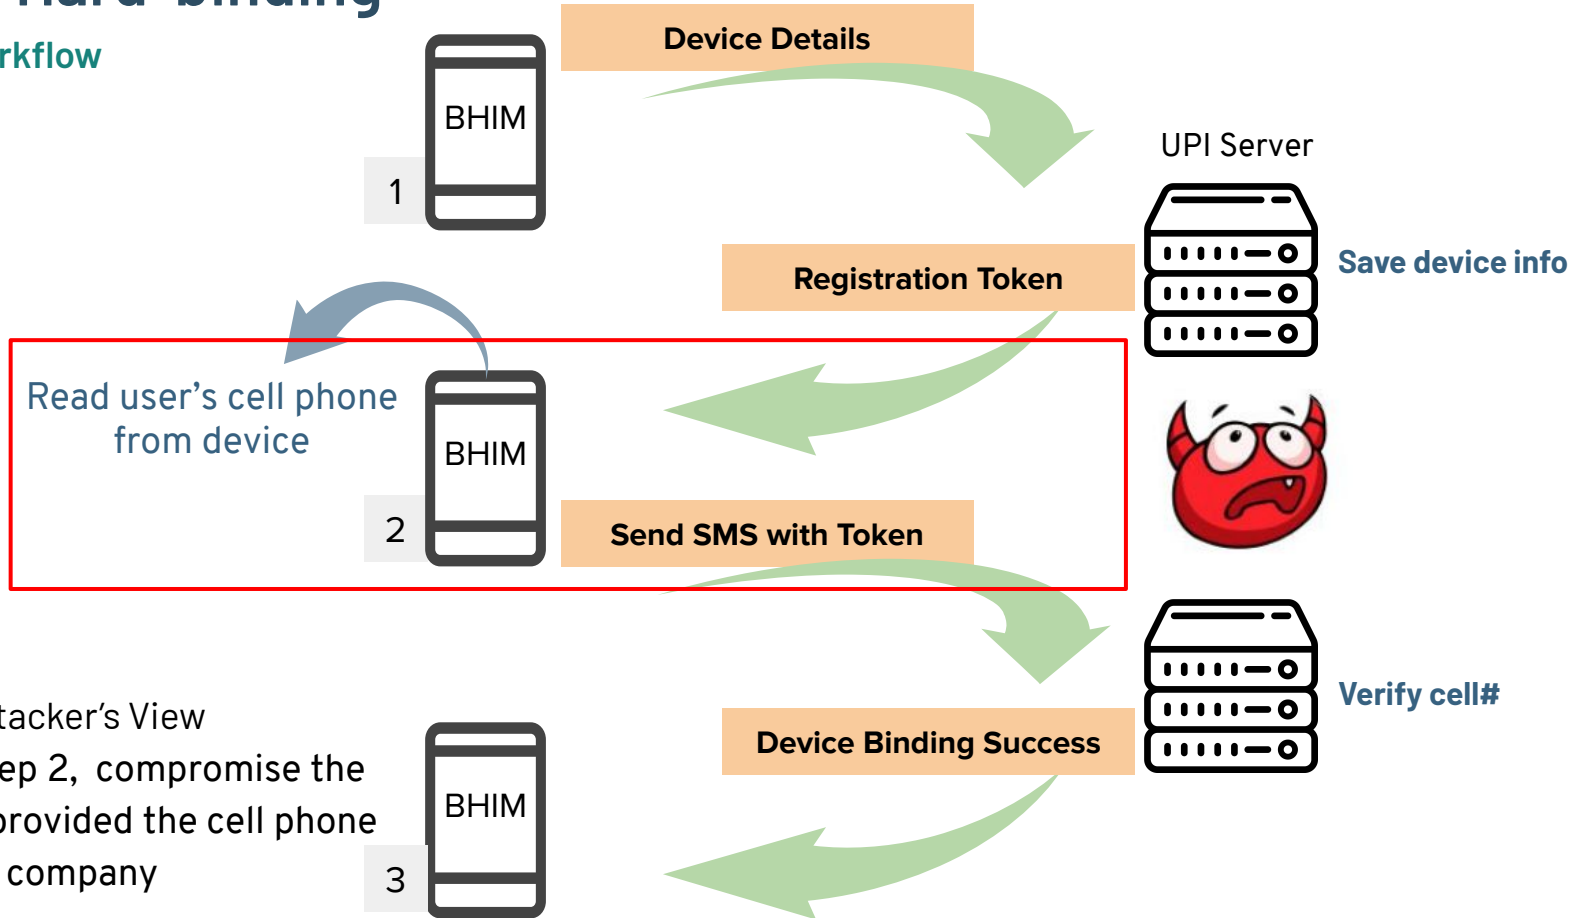 Hard-binding
rkflow
Device Details
BHIM
1
UPI Server
Registration Token
Save device info
Read user's cell phone
from device
BHIM
2
Send SMS with Token
Verify cell#
tacker's View
ep 2, compromise the
provided the cell phone
company
Device Binding Success
BHIM
3